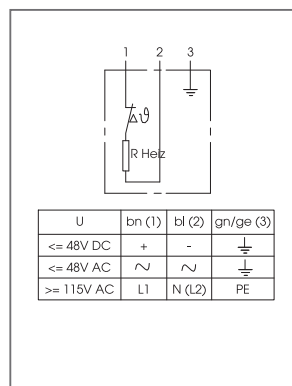 1 2 3
Δϑ
R Heiz
U bn (1) bl (2) gn/ge (3)
<= 48V DC + - ⏚
<= 48V AC ~ ~ ⏚
>= 115V AC L1 N (L2) PE